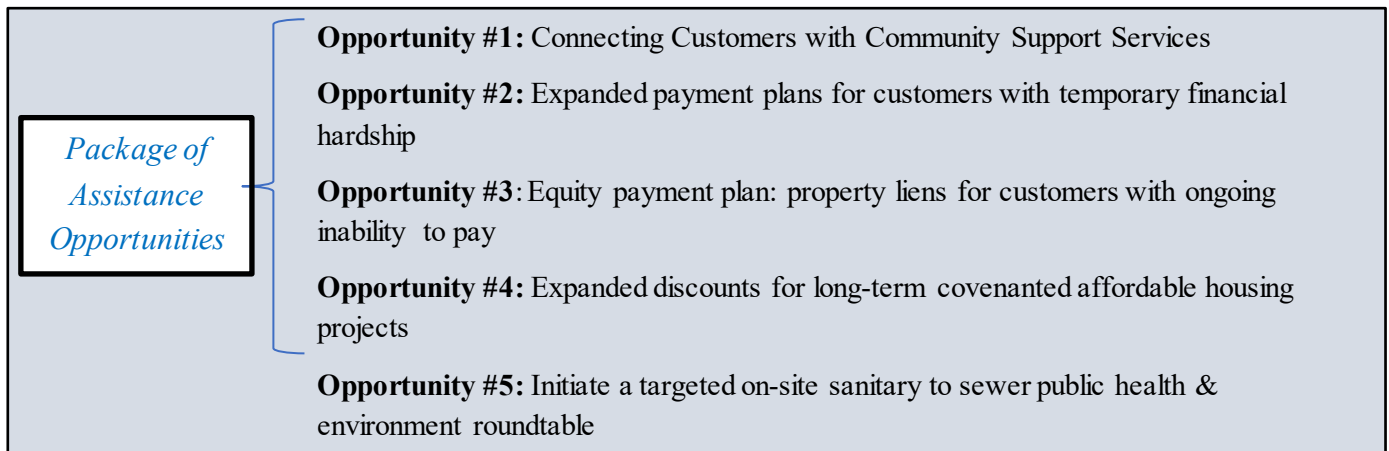 Package of
Assistance
Opportunities
Opportunity #1: Connecting Customers with Community Support Services
Opportunity #2: Expanded payment plans for customers with temporary financial
hardship
Opportunity #3: Equity payment plan: property liens for customers with ongoing
inability to pay
Opportunity #4: Expanded discounts for long-term covenanted affordable housing
projects
Opportunity #5: Initiate a targeted on-site sanitary to sewer public health &
environment roundtable